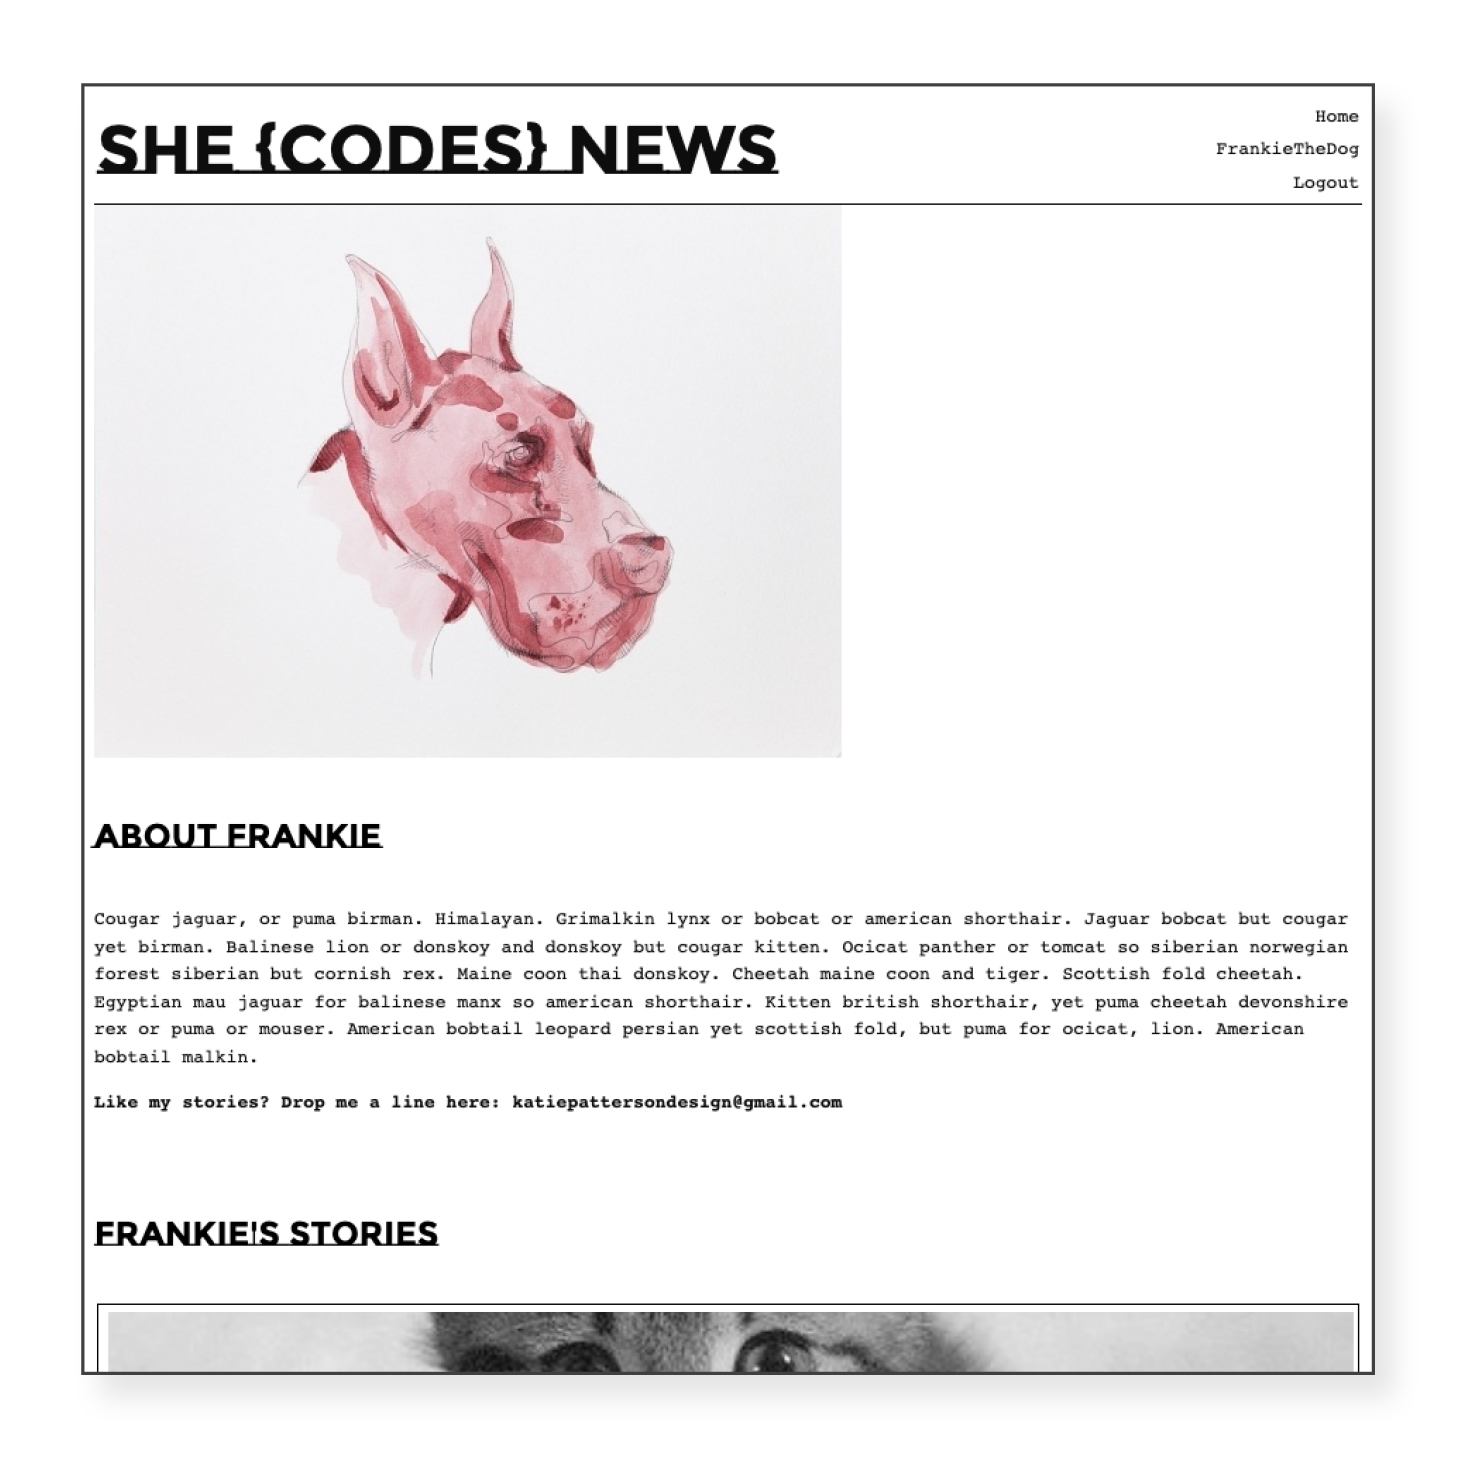 SHE {CODES} NEWS
Home
FrankieTheDog
Logout
ABOUT FRANKIE
Cougar jaguar, or puma birman. Himalayan. Grimalkin lynx or bobcat or american shorthair. Jaguar bobcat but cougar
yet birman. Balinese lion or donskoy and donskoy but cougar kitten. Ocicat panther or tomcat so siberian norwegian
forest siberian but cornish rex. Maine coon thai donskoy. Cheetah maine coon and tiger. Scottish fold cheetah.
Egyptian mau jaguar for balinese manx so american shorthair. Kitten british shorthair, yet puma cheetah devonshire
rex or puma or mouser. American bobtail leopard persian yet scottish fold, but puma for ocicat, lion. American
bobtail malkin.
Like my stories? Drop me a line here: katiepattersondesign@gmail.com
FRANKIE'S STORIES